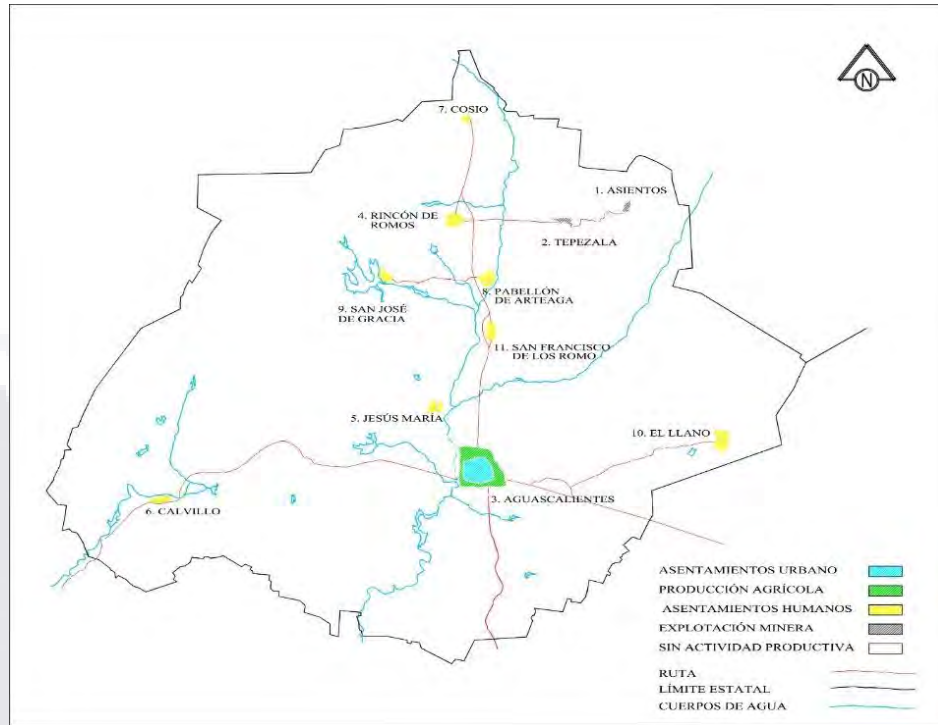 N
7. COSIO
1. ASIENTOS
4. RINCÓN DE
ROMOS
2. TEPEZALA
8. PABELLÓN
DE ARTEAGA
9. SAN JOSÉ
DE GRACIA
11. SAN FRANCISCO
DE LOS ROMO
5. JESÚS MARÍA
10. EL LLANO
3. AGUASCALIENTES
6. CALVILLO
ASENTAMIENTOS URBANO
PRODUCCIÓN AGRÍCOLA
ASENTAMIENTOS HUMANOS
EXPLOTACIÓN MINERA
SIN ACTIVIDAD PRODUCTIVA
RUTA
LÍMITE ESTATAL
CUERPOS DE AGUA